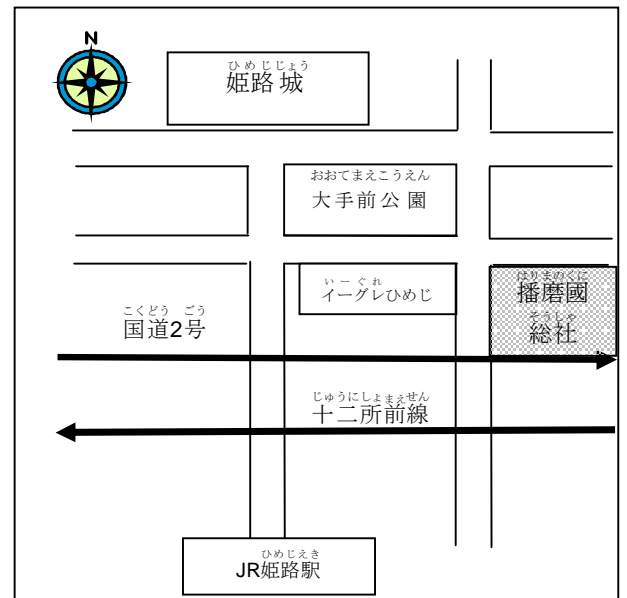 N
ひめじじょう
姫路城
おおてまえこうえん
大手前公園
いーぐれ
イーグレひめじ
はりまのくに
播磨國
そうしゃ
総社
こくどう ごう
国道2号
じゅうにしょまえせん
十二所前線
ひめじえき
JR姫路駅